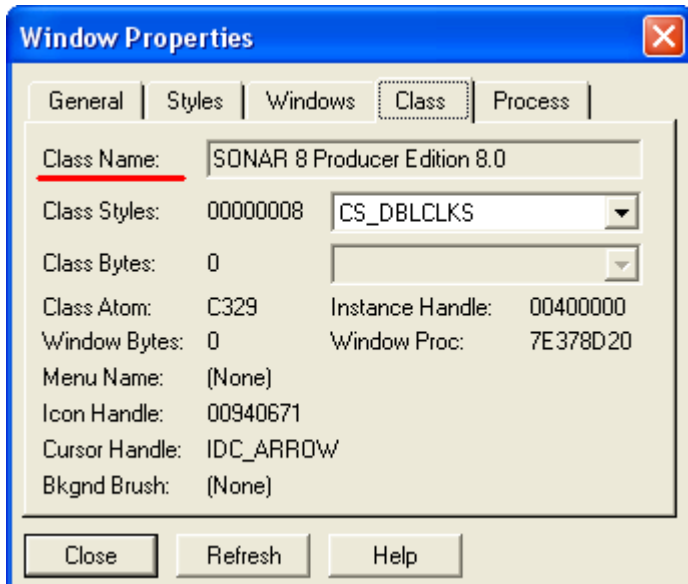 Window Properties
General Styles Windows Class Process
Class Name: SONAR 8 Producer Edition 8.0
Class Styles: 00000008 CS_DBLCLKS
Class Bytes: 0
Class Atom: C329 Instance Handle: 00400000
Window Bytes: 0 Window Proc: 7E378D20
Menu Name: (None)
Icon Handle: 00940671
Cursor Handle: IDC_ARROW
Bkgnd Brush: (None)
Close Refresh Help